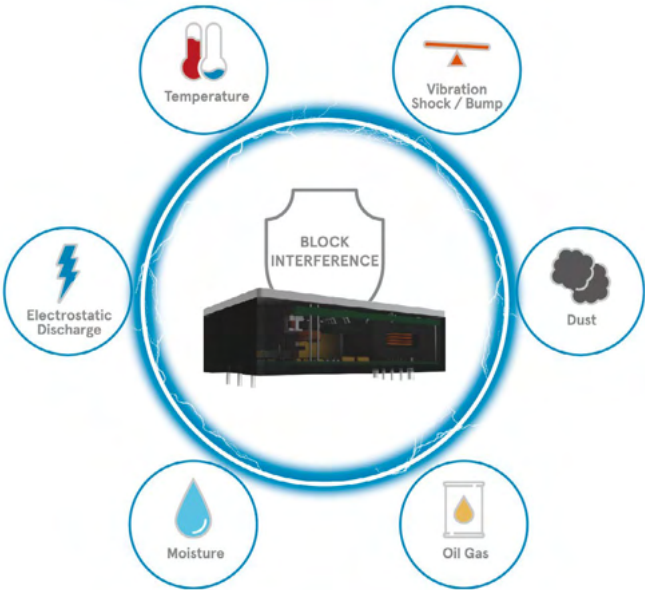 Temperature
Vibration
Shock / Bump
BLOCK
INTERFERENCE
Electrostatic
Discharge
Dust
Moisture
Oil Gas